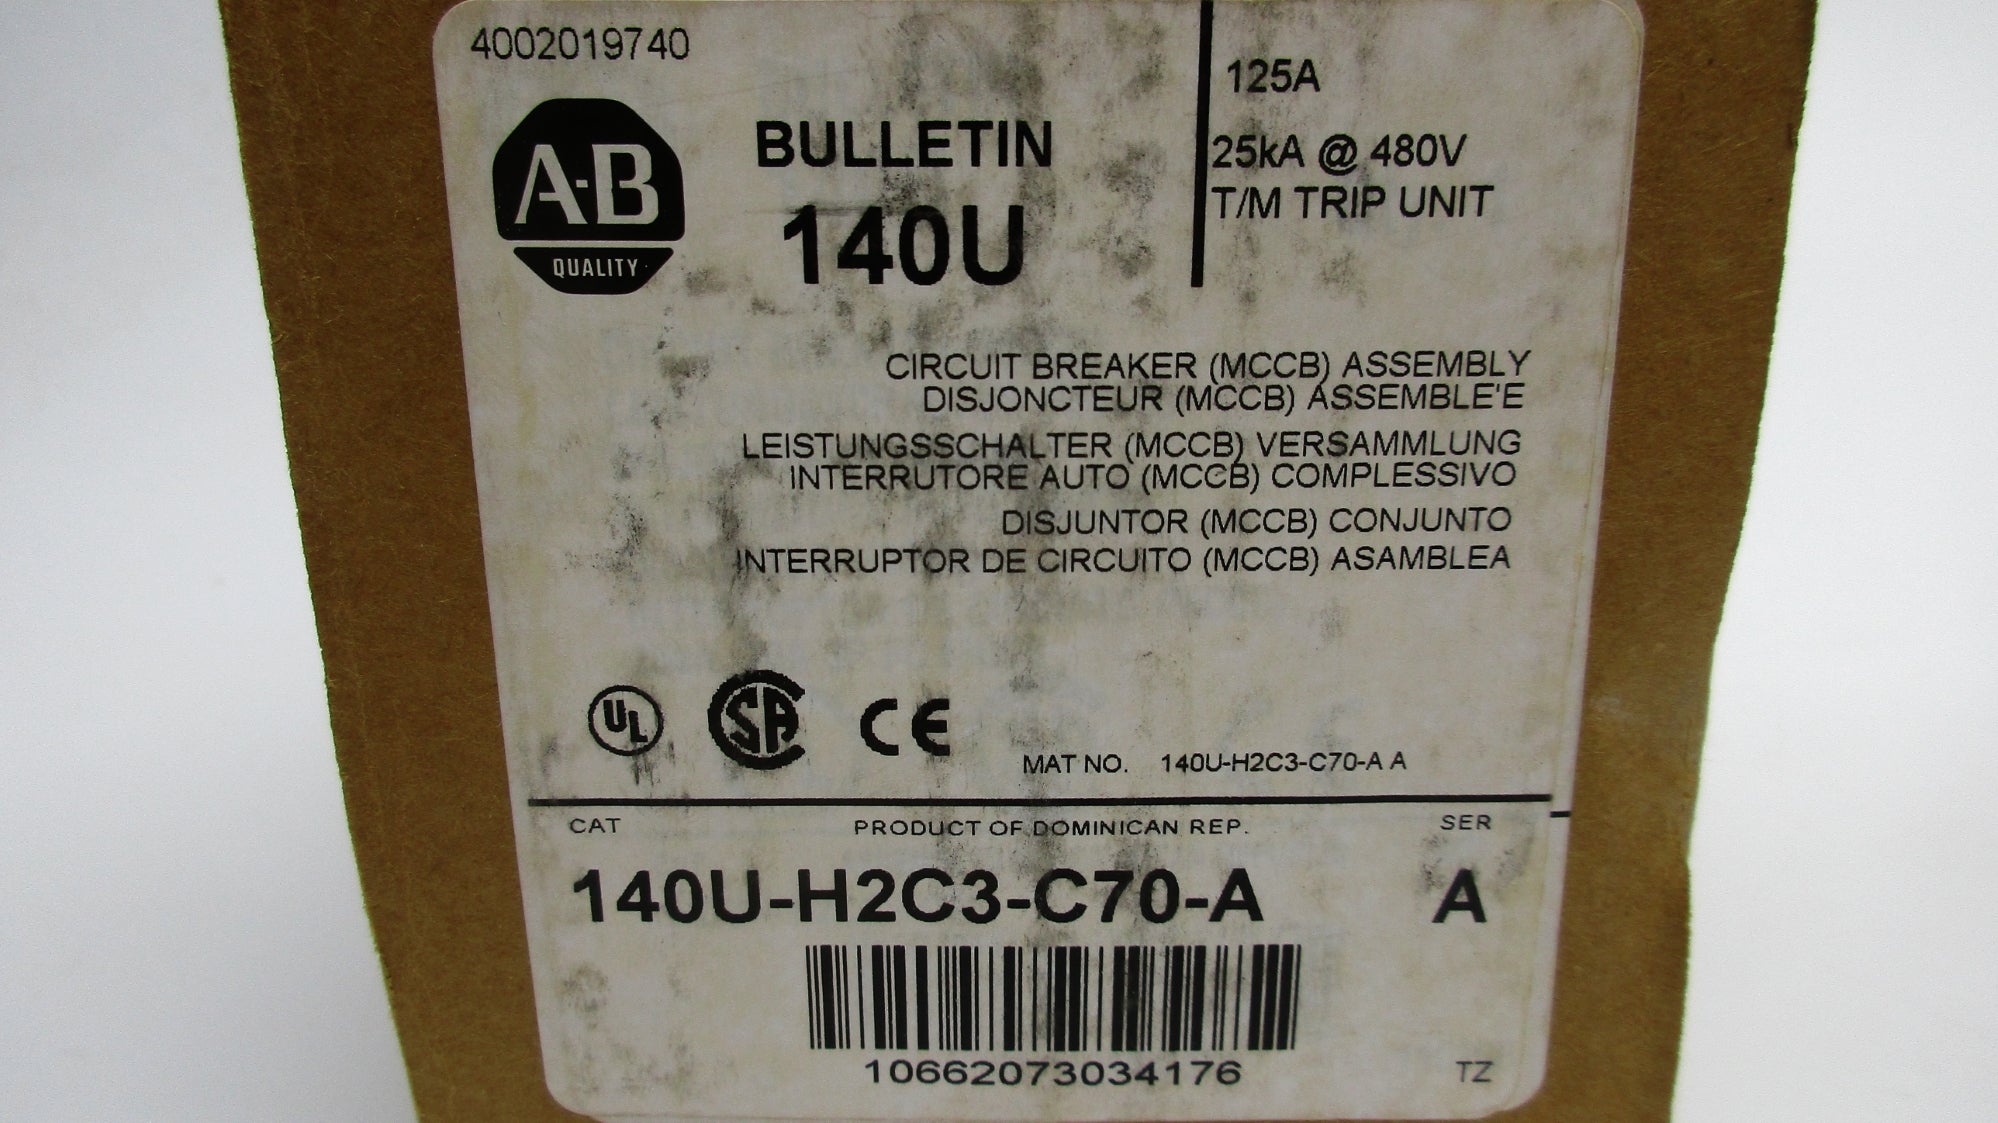 4002019740
A-B
QUALITY
BULLETIN
140U
125A
25kA @ 480V
T/M TRIP UNIT
CIRCUIT BREAKER (MCCB) ASSEMBLY
DISJONCTEUR (MCCB) ASSEMBLE'E
LEISTUNGSSCHALTER (MCCB) VERSAMMLUNG
INTERRUTORE AUTO (MCCB) COMPLESSIVO
DISJUNTOR (MCCB) CONJUNTO
INTERRUPTOR DE CIRCUITO (MCCB) ASAMBLEA
UL SA CE
MAT NO. 140U-H2C3-C70-A A
CAT PRODUCT OF DOMINICAN REP. SER
140U-H2C3-C70-A A
10662073034176 TZ